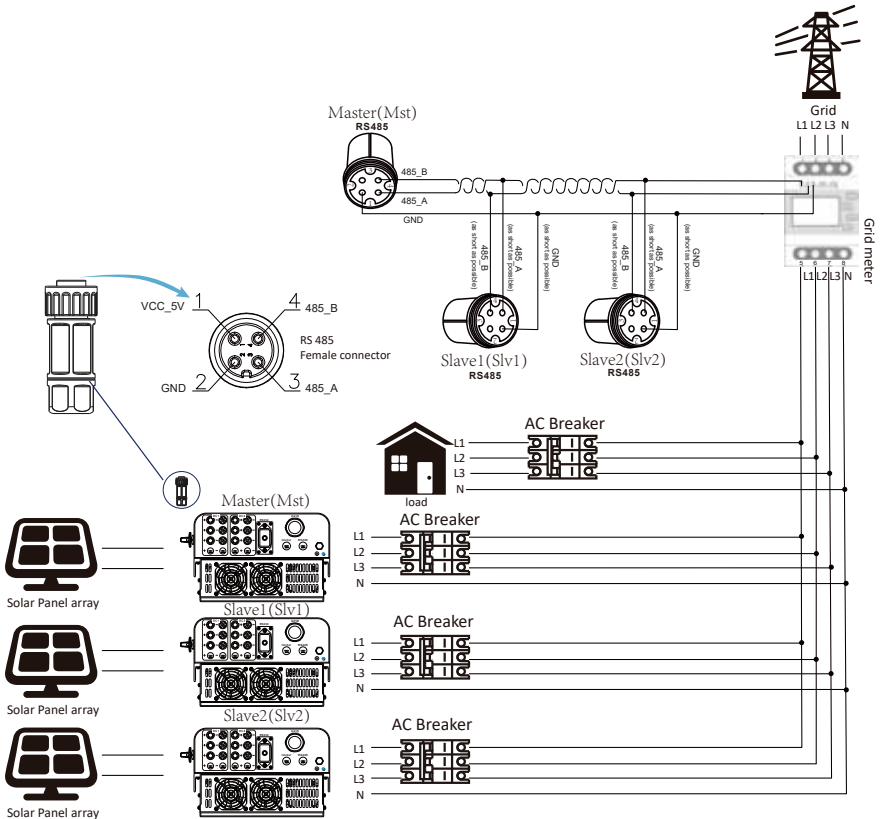 Grid
L1 L2 L3 N
Master(Mst)
RS485
485_B
485_A
GND
Grid meter
485_B
(as short as possible)
485_A
(as short as possible)
GND
(as short as possible)
485_B
(as short as possible)
485_A
(as short as possible)
GND
(as short as possible)
5 6 7 8
L1 L2 L3 N
Slave1(Slv1)
RS485
Slave2(Slv2)
RS485
1
VCC_5V
4
485_B
RS 485
Female connector
GND
2
3
485_A
AC Breaker
L1
L2
L3
N
load
Master(Mst)
AC Breaker
L1
L2
L3
N
Solar Panel array
Slave1(Slv1)
AC Breaker
L1
L2
L3
N
Solar Panel array
Slave2(Slv2)
AC Breaker
L1
L2
L3
N
Solar Panel array